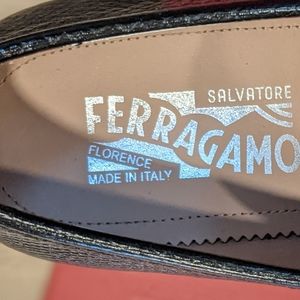 SALVATORE
FERRAGAMO
FLORENCE
MADE IN ITALY